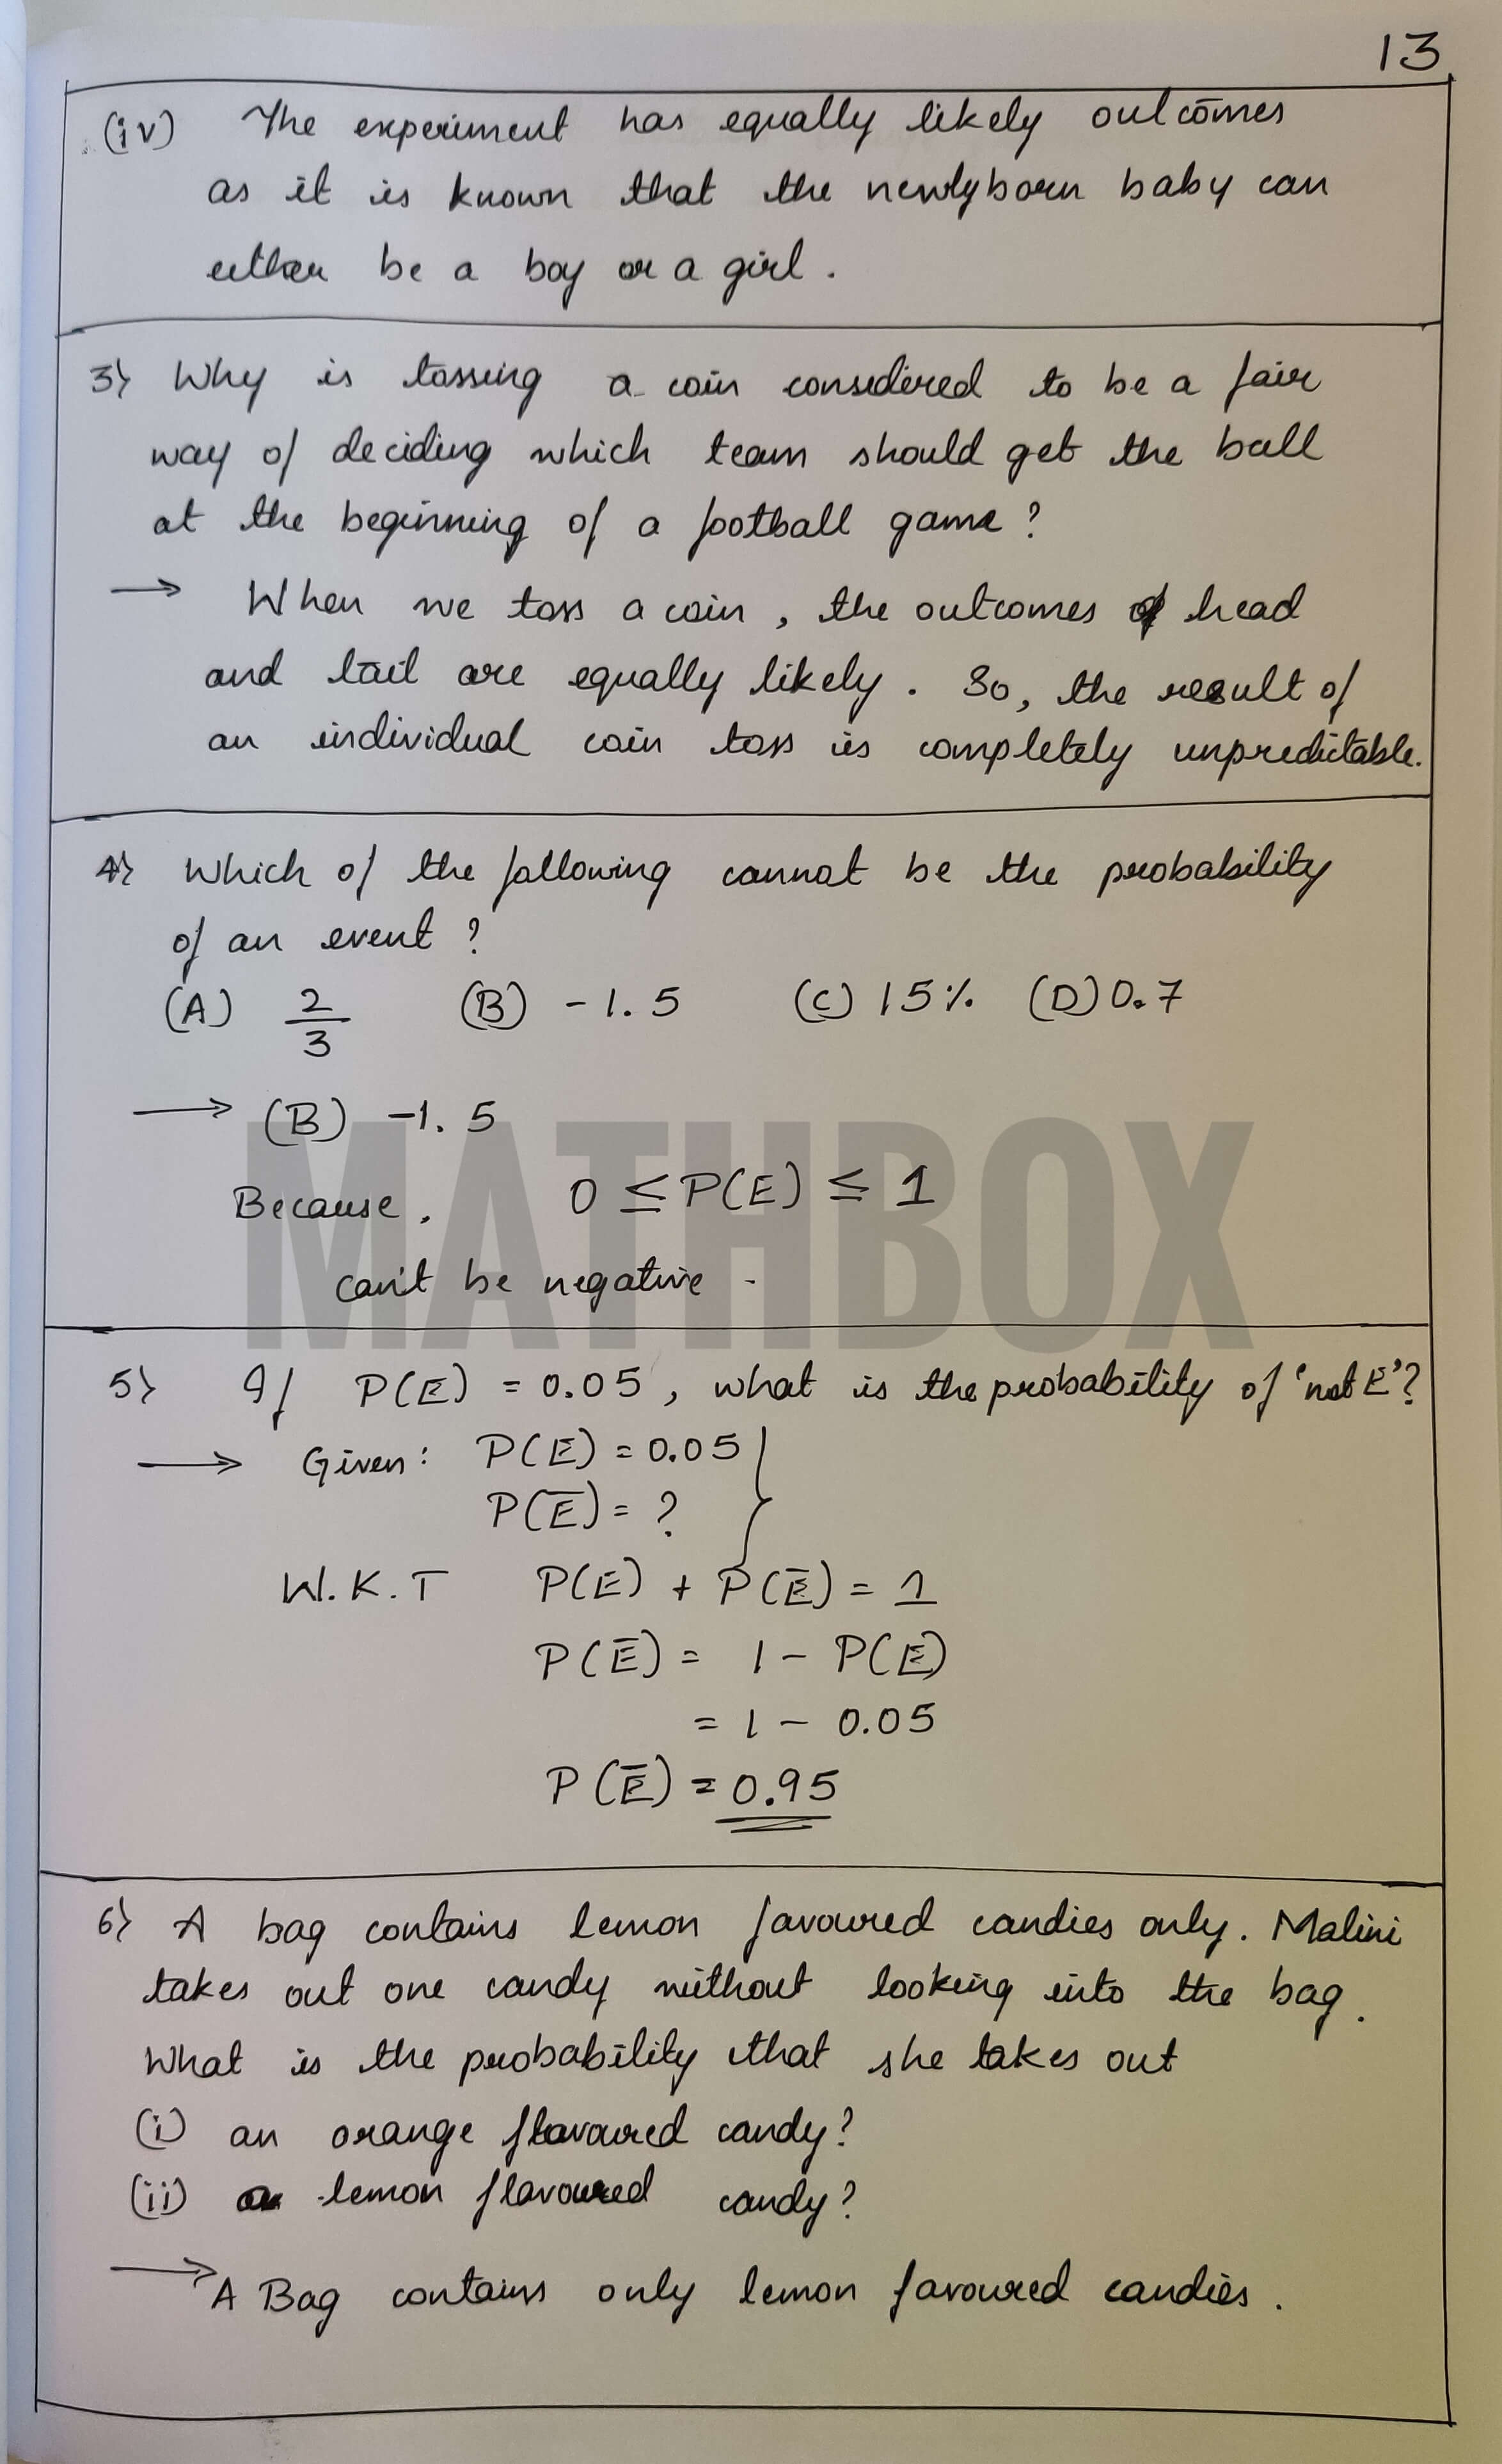 13
(iv) The experiment has equally likely outcomes
as it is known that the newlyborn baby can
either be a boy or a girl.
3) Why is tossing a coin considered to be a fair
way of deciding which team should get the ball
at the beginning of a football game?
→ When we toss a coin, the outcomes of head
and tail are equally likely. So, the result of
an individual coin toss is completely unpredictable.
4) Which of the following cannot be the probability
of an event?
(A) 2/3 (B) -1.5 (C) 15% (D) 0.7
→ (B) -1.5
Because, 0 ≤ P(E) ≤ 1
can't be negative.
MATHBOX
5) If P(E) = 0.05, what is the probability of 'not E'?
→ Given: P(E) = 0.05 }
P(E̅) = ?
W.K.T P(E) + P(E̅) = 1
P(E̅) = 1 - P(E)
= 1 - 0.05
P(E̅) = 0.95
6) A bag contains lemon favoured candies only. Malini
takes out one candy without looking into the bag.
What is the probability that she takes out
(i) an orange flavoured candy?
(ii) a lemon flavoured candy?
→ A Bag contains only lemon favoured candies.